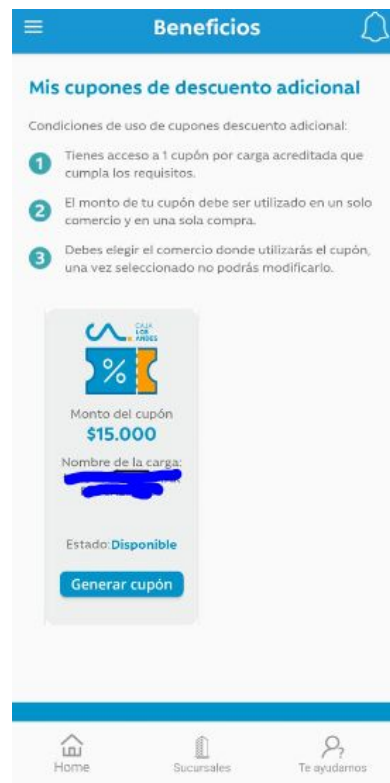 Beneficios
Mis cupones de descuento adicional
Condiciones de uso de cupones descuento adicional:
1 Tienes acceso a 1 cupón por carga acreditada que
cumpla los requisitos.
2 El monto de tu cupón debe ser utilizado en un solo
comercio y en una sola compra.
3 Debes elegir el comercio donde utilizarás el cupón,
una vez seleccionado no podrás modificarlo.
CAJA
LOS
ANDES
%
Monto del cupón
$15.000
Nombre de la carga:
Estado:Disponible
Generar cupón
Home Sucursales Te ayudamos